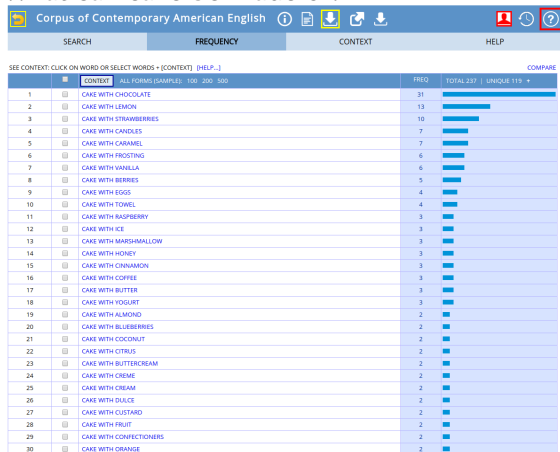 Corpus of Contemporary American English
SEARCH FREQUENCY CONTEXT HELP
SEE CONTEXT: CLICK ON WORD OR SELECT WORDS + [CONTEXT] [HELP...] COMPARE
CONTEXT ALL FORMS (SAMPLE): 100 200 500 FREQ TOTAL 237 | UNIQUE 119 +
1 CAKE WITH CHOCOLATE 31
2 CAKE WITH LEMON 13
3 CAKE WITH STRAWBERRIES 10
4 CAKE WITH CANDLES 7
5 CAKE WITH CARAMEL 7
6 CAKE WITH FROSTING 6
7 CAKE WITH VANILLA 6
8 CAKE WITH BERRIES 5
9 CAKE WITH EGGS 4
10 CAKE WITH TOWEL 4
11 CAKE WITH RASPBERRY 3
12 CAKE WITH ICE 3
13 CAKE WITH MARSHMALLOW 3
14 CAKE WITH HONEY 3
15 CAKE WITH CINNAMON 3
16 CAKE WITH COFFEE 3
17 CAKE WITH BUTTER 3
18 CAKE WITH YOGURT 3
19 CAKE WITH ALMOND 2
20 CAKE WITH BLUEBERRIES 2
21 CAKE WITH COCONUT 2
22 CAKE WITH CITRUS 2
23 CAKE WITH BUTTERCREAM 2
24 CAKE WITH CREME 2
25 CAKE WITH CREAM 2
26 CAKE WITH DULCE 2
27 CAKE WITH CUSTARD 2
28 CAKE WITH FRUIT 2
29 CAKE WITH CONFECTIONERS 2
30 CAKE WITH ORANGE 2